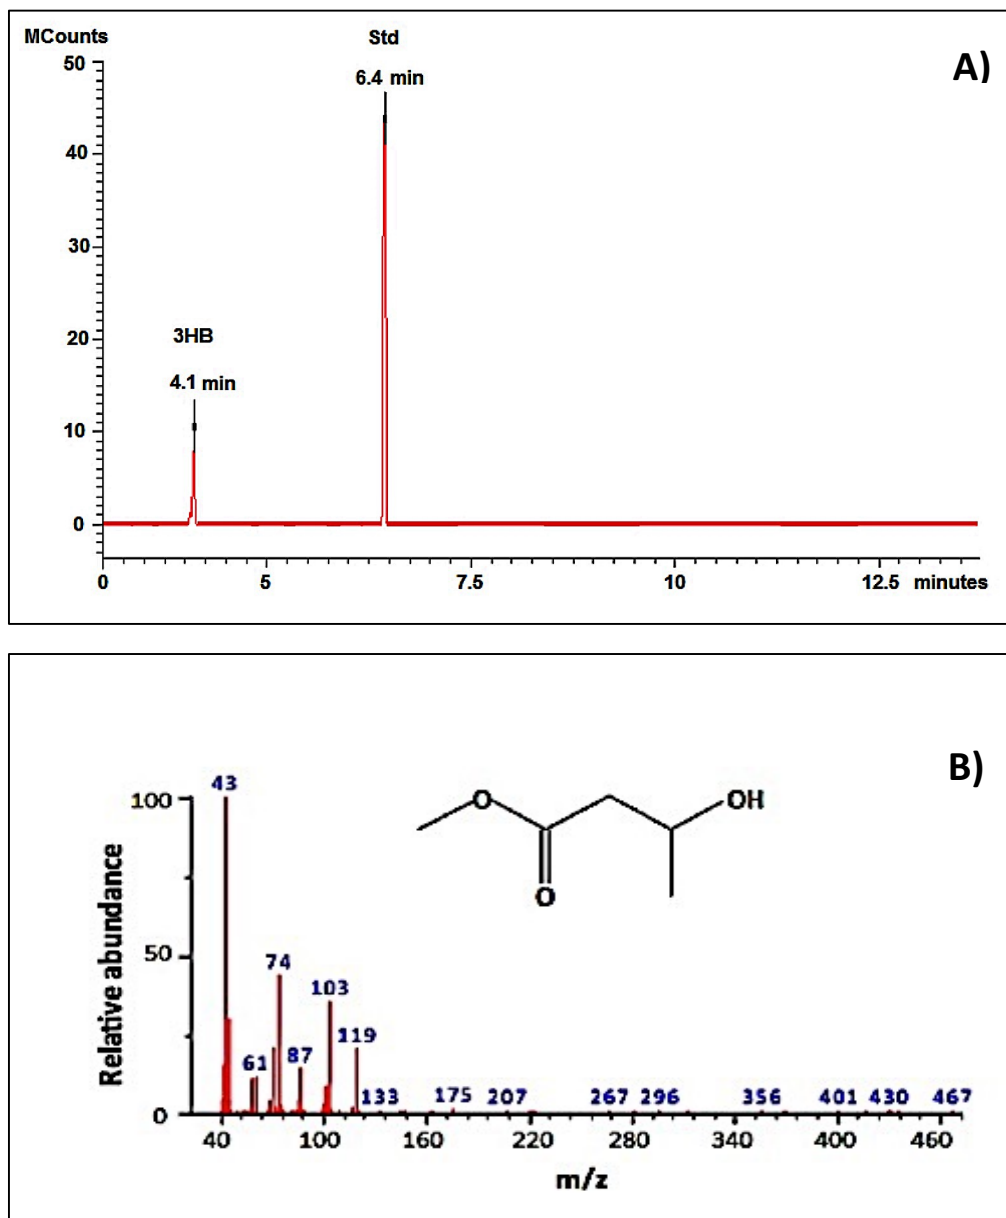 MCounts
Std
A)
50
6.4 min
40
30
20
3HB
4.1 min
10
0
0 5 7.5 10 12.5 minutes
B)
Relative abundance
100
50
0
43
61
74
87
103
119
133
175
207
267
296
356
401
430
467
O
OH
O
40 100 160 220 280 340 400 460
m/z